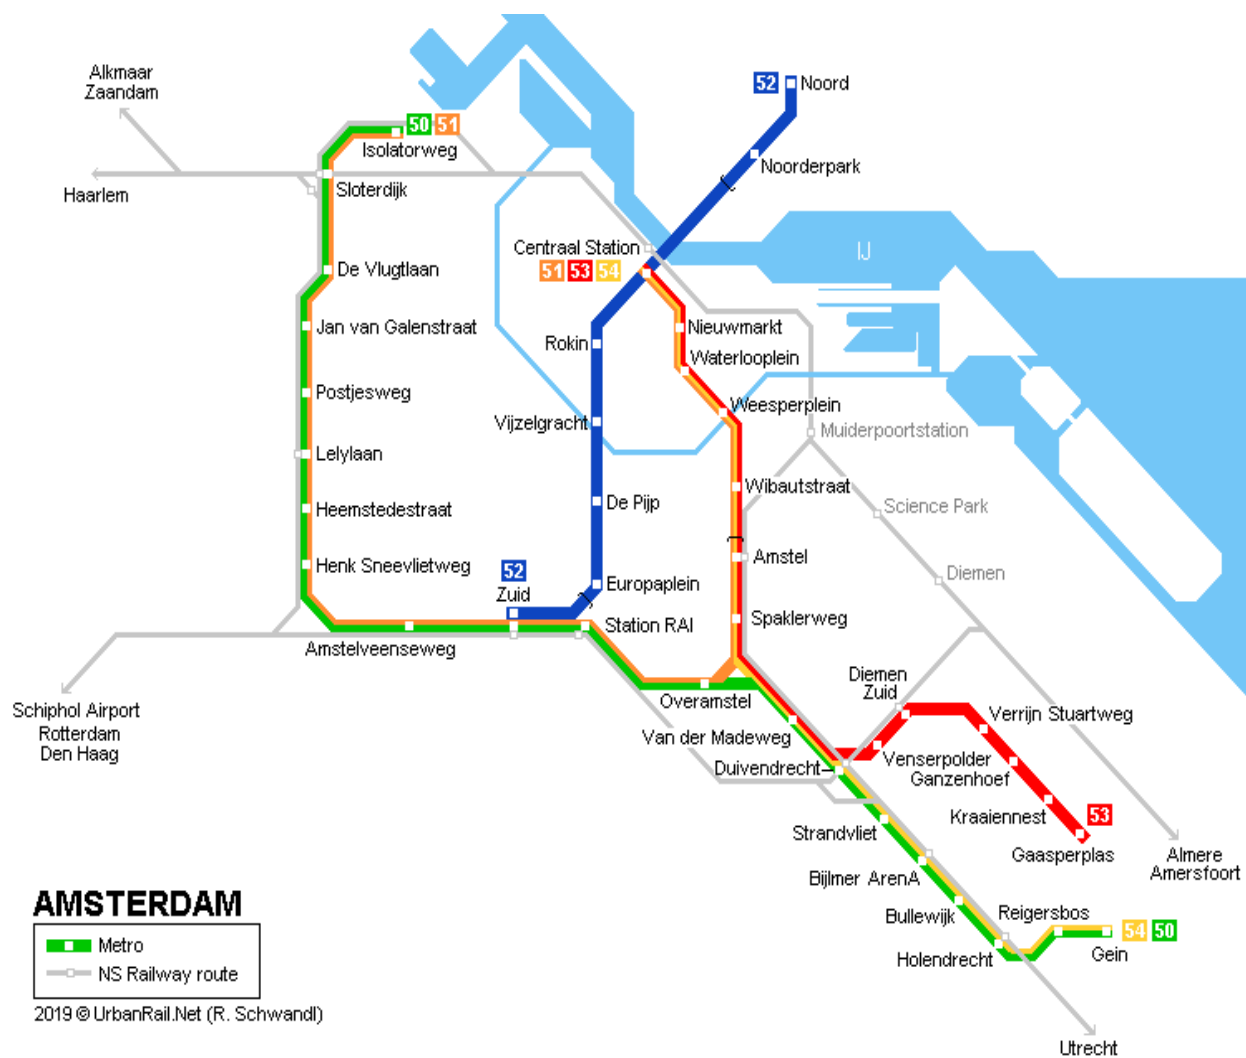 Alkmaar
Zaandam
Haarlem
50 51
Isolatorweg
Sloterdijk
De Vlugtlaan
Jan van Galenstraat
Postjesweg
Lelylaan
Heemstedestraat
Henk Sneevlietweg
Amstelveenseweg
52
Noord
Noorderpark
Centraal Station
51 53 54
IJ
Rokin
Nieuwmarkt
Waterlooplein
Vijzelgracht
Weesperplein
Muiderpoortstation
De Pijp
Wibautstraat
Science Park
Amstel
Diemen
52
Zuid
Europaplein
Station RAI
Spaklerweg
Schiphol Airport
Rotterdam
Den Haag
Overamstel
Van der Madeweg
Duivendrecht
Diemen
Zuid
Verrijn Stuartweg
Venserpolder
Ganzenhoef
Kraaiennest
53
Gaasperplas
Strandvliet
Bijlmer ArenA
Bullewijk
Holendrecht
Reigersbos
54 50
Gein
Almere
Amersfoort
Utrecht
AMSTERDAM
Metro
NS Railway route
2019 © UrbanRail.Net (R. Schwandl)